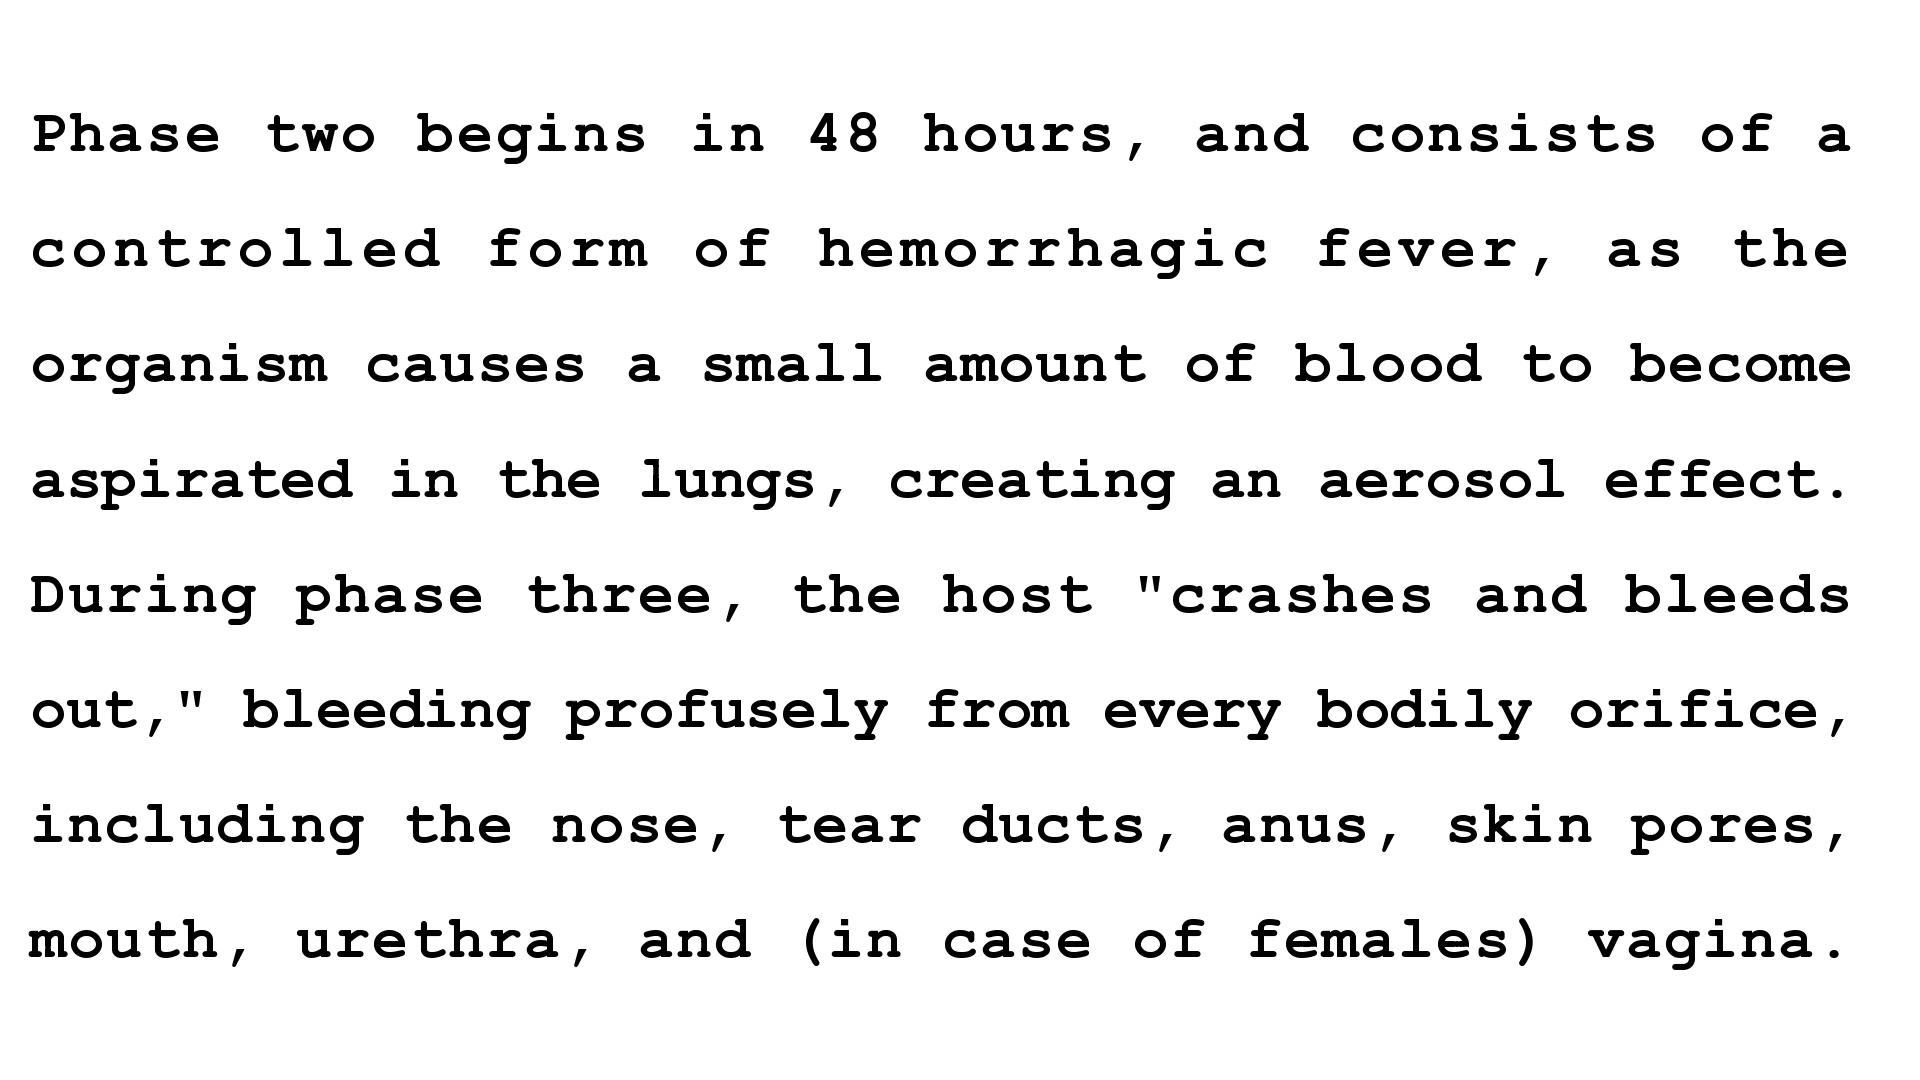 Phase two begins in 48 hours, and consists of a
controlled form of hemorrhagic fever, as the
organism causes a small amount of blood to become
aspirated in the lungs, creating an aerosol effect.
During phase three, the host "crashes and bleeds
out," bleeding profusely from every bodily orifice,
including the nose, tear ducts, anus, skin pores,
mouth, urethra, and (in case of females) vagina.